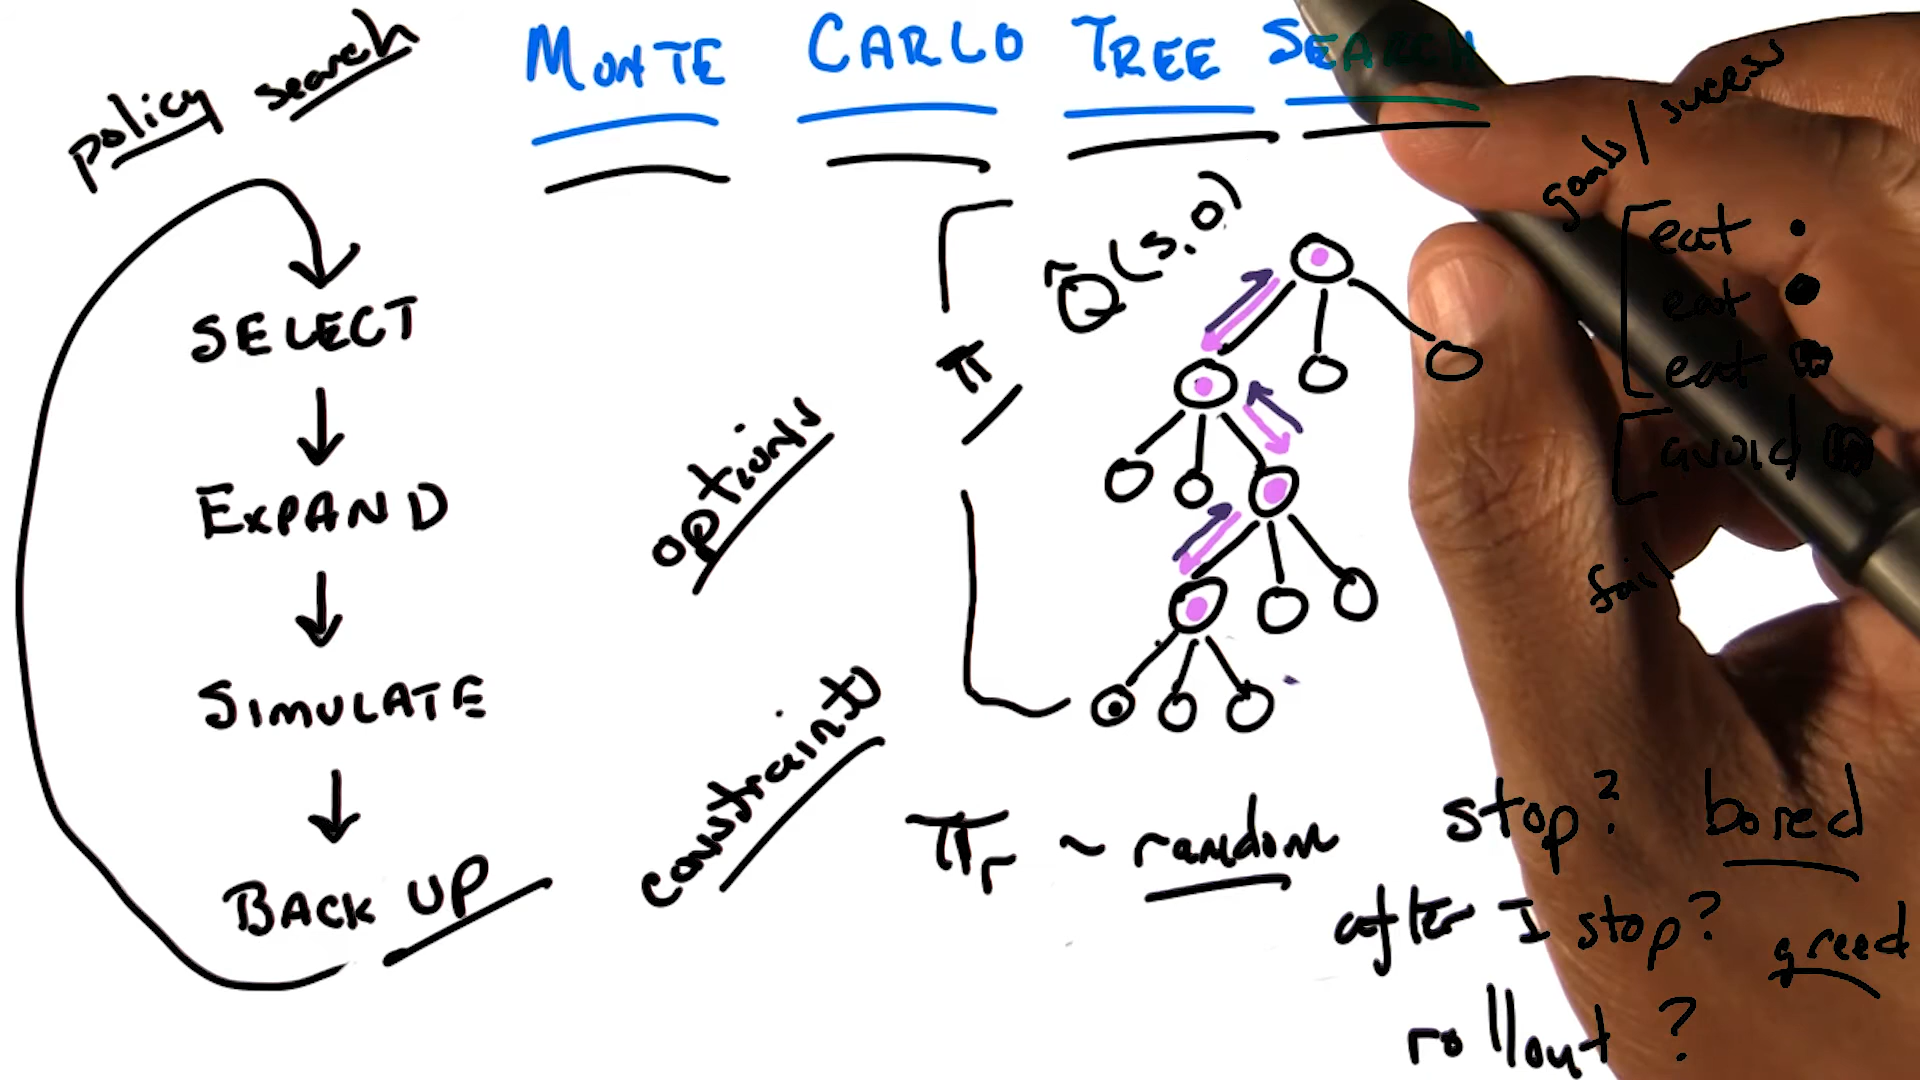 MONTE CARLO TREE SEARCH
policy search
SELECT
EXPAND
SIMULATE
BACK UP
options
constraints
π
Q̂(s,o)
goals/sucess
eat
eat
eat
avoid
fail
πr ~ random
stop? bored
after I stop? greed
rollout?